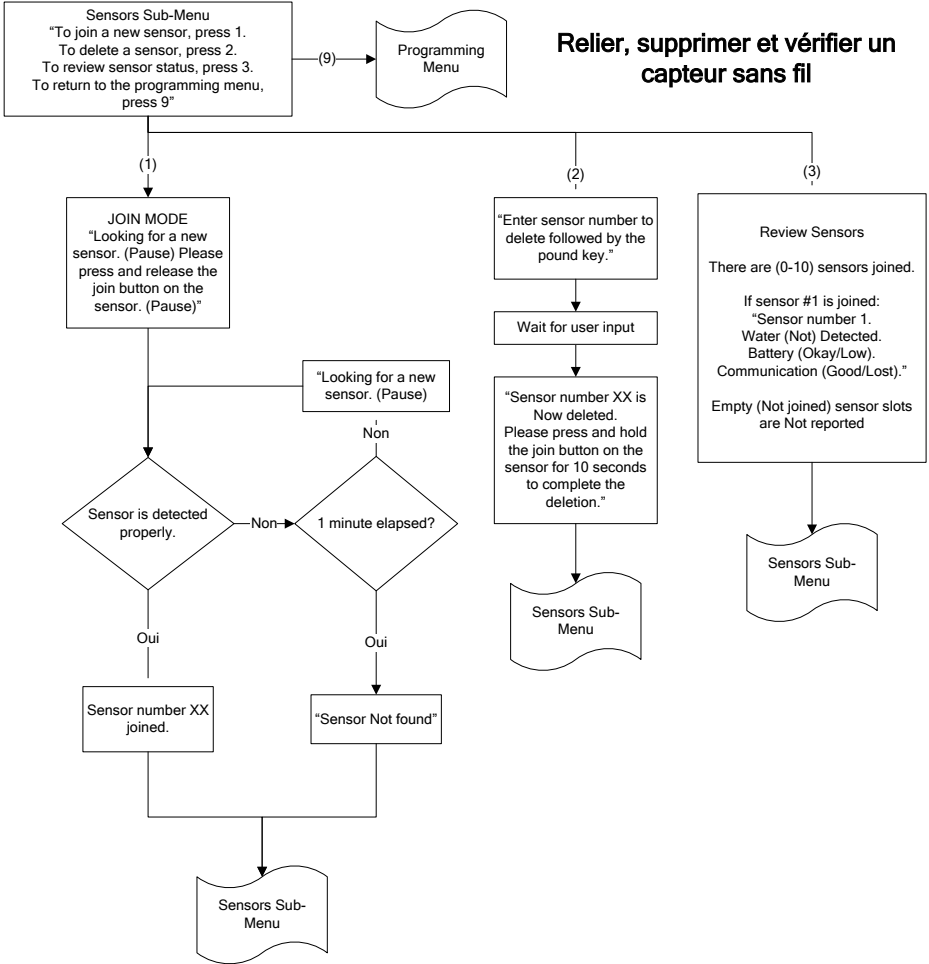 Sensors Sub-Menu
“To join a new sensor, press 1.
To delete a sensor, press 2.
To review sensor status, press 3.
To return to the programming menu,
press 9”
(9)
Programming
Menu
Relier, supprimer et vérifier un
capteur sans fil
(1)
(2)
(3)
JOIN MODE
“Looking for a new
sensor. (Pause) Please
press and release the
join button on the
sensor. (Pause)”
“Enter sensor number to
delete followed by the
pound key.”
Wait for user input
“Sensor number XX is
Now deleted.
Please press and hold
the join button on the
sensor for 10 seconds
to complete the
deletion.”
Sensors Sub-
Menu
Review Sensors
There are (0-10) sensors joined.
If sensor #1 is joined:
“Sensor number 1.
Water (Not) Detected.
Battery (Okay/Low).
Communication (Good/Lost).”
Empty (Not joined) sensor slots
are Not reported
Sensors Sub-
Menu
“Looking for a new
sensor. (Pause)
Non
Sensor is detected
properly.
Non
1 minute elapsed?
Oui
Oui
Sensor number XX
joined.
“Sensor Not found”
Sensors Sub-
Menu